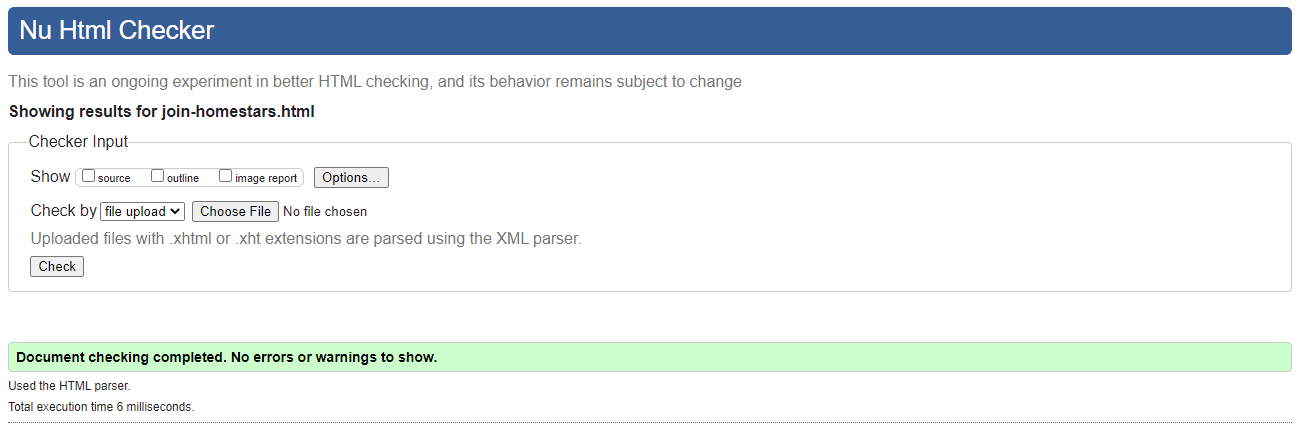 Nu Html Checker
This tool is an ongoing experiment in better HTML checking, and its behavior remains subject to change
Showing results for join-homestars.html
Checker Input
Show source outline image report Options...
Check by file upload Choose File No file chosen
Uploaded files with .xhtml or .xht extensions are parsed using the XML parser.
Check
Document checking completed. No errors or warnings to show.
Used the HTML parser.
Total execution time 6 milliseconds.